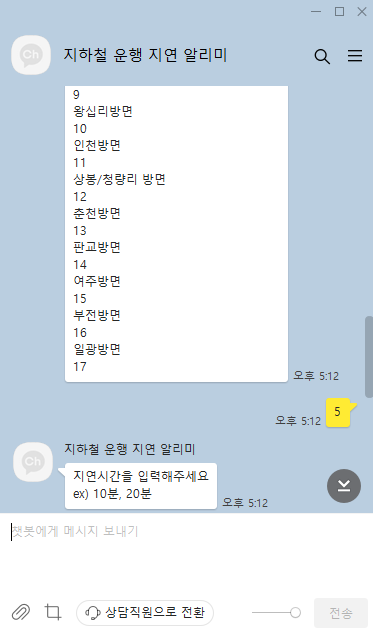 Ch
지하철 운행 지연 알리미
9
왕십리방면
10
인천방면
11
상봉/청량리 방면
12
춘천방면
13
판교방면
14
여주방면
15
부전방면
16
일광방면
17
오후 5:12
5
오후 5:12
Ch
지하철 운행 지연 알리미
지연시간을 입력해주세요
ex) 10분, 20분
오후 5:12
챗봇에게 메시지 보내기
상담직원으로 전환
전송